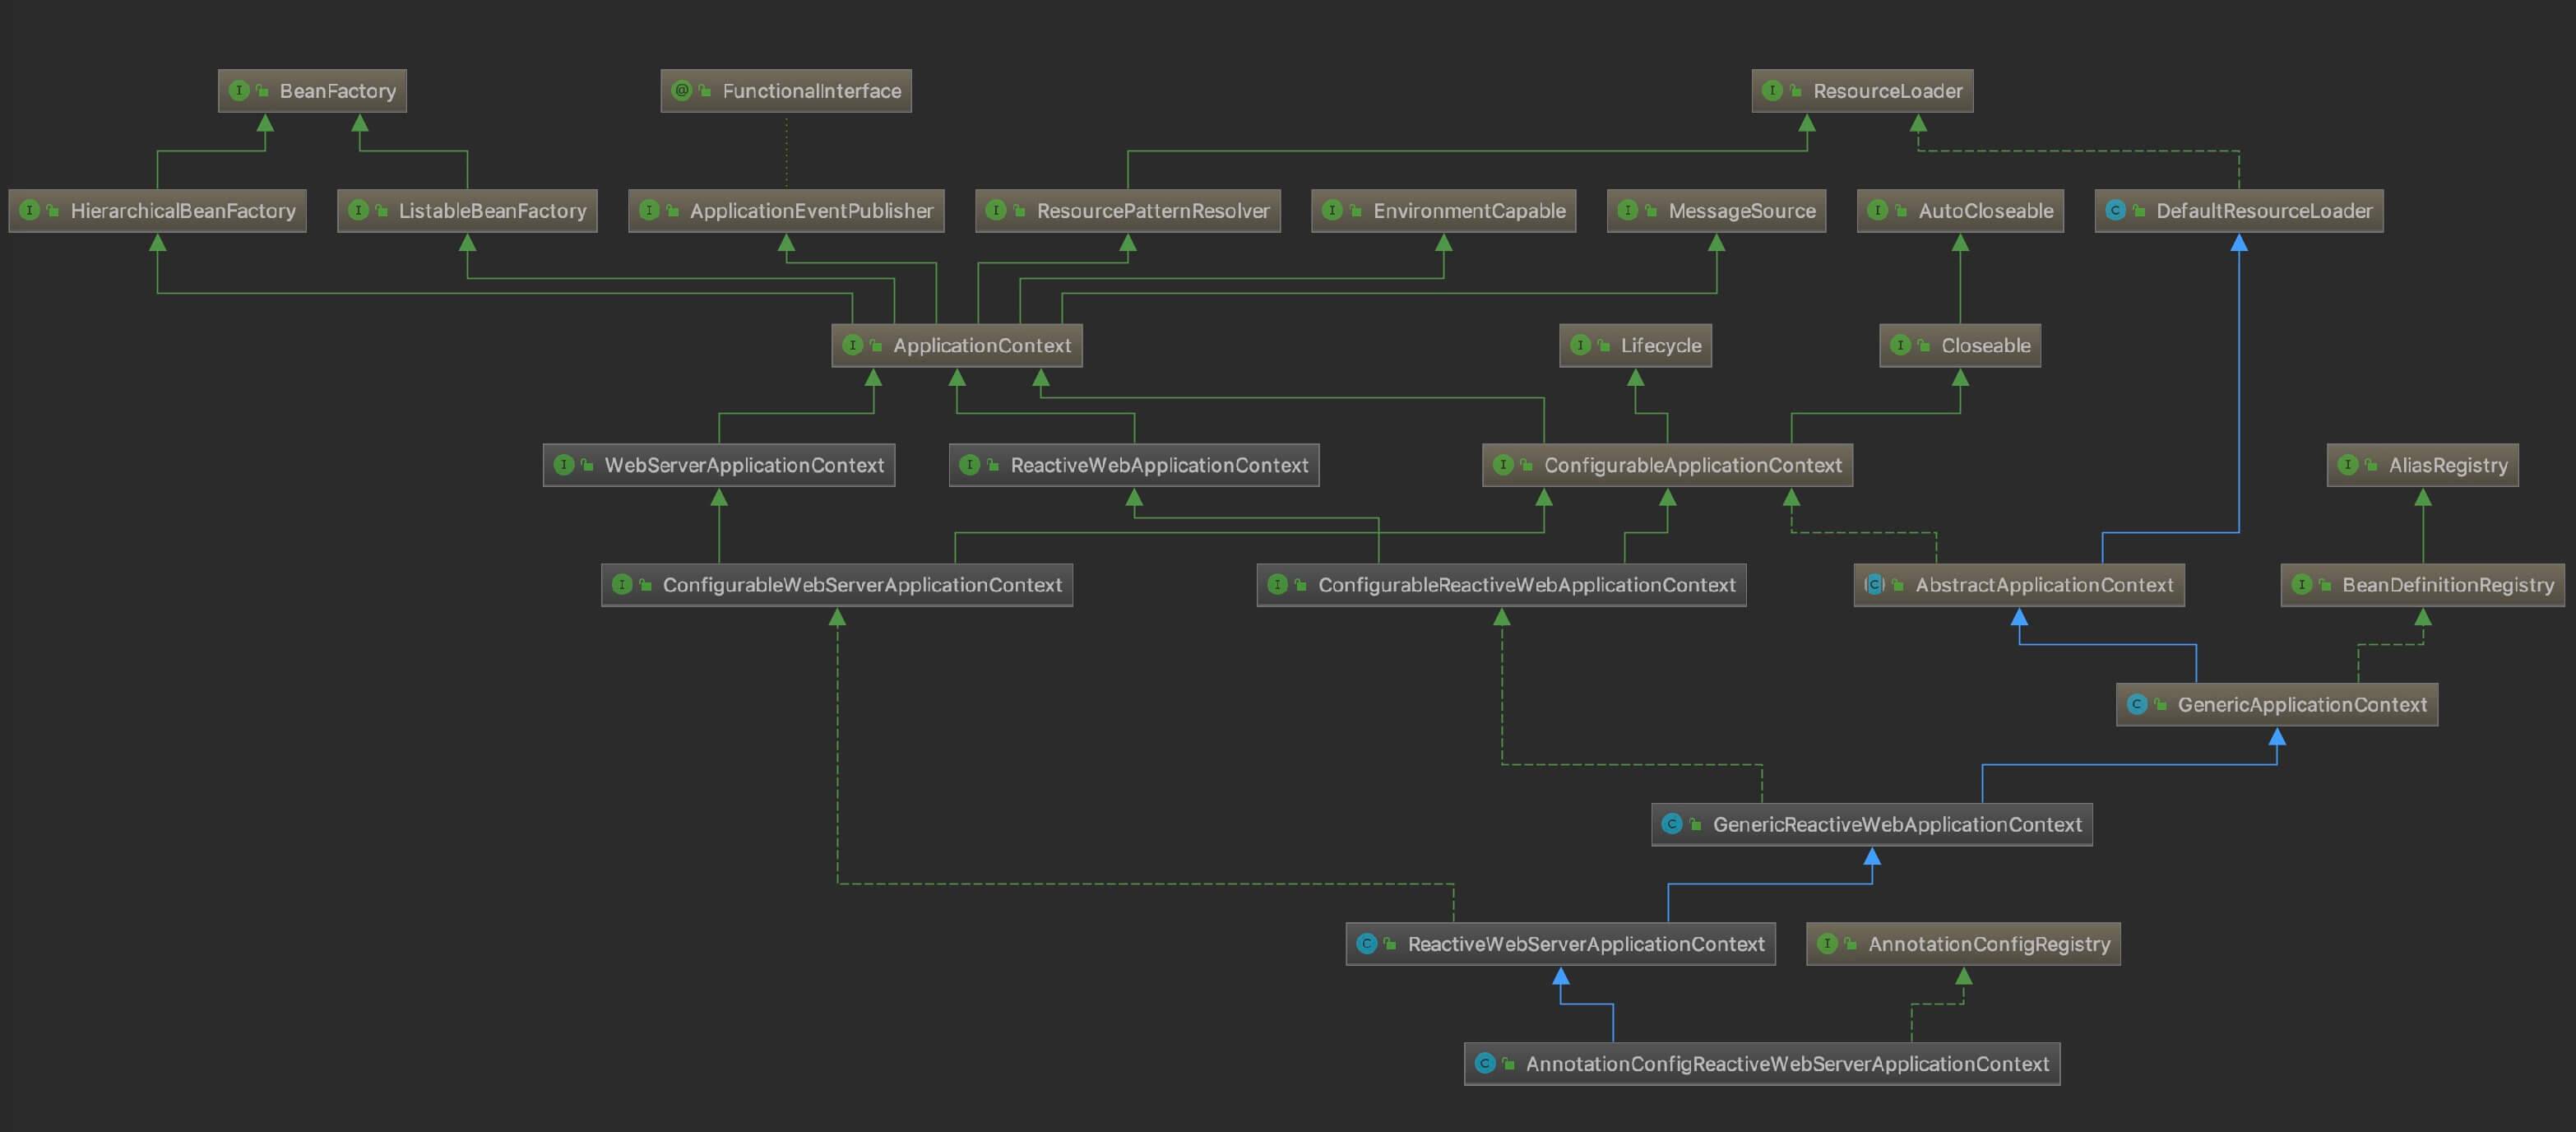 BeanFactory
FunctionalInterface
ResourceLoader
HierarchicalBeanFactory
ListableBeanFactory
ApplicationEventPublisher
ResourcePatternResolver
EnvironmentCapable
MessageSource
AutoCloseable
DefaultResourceLoader
ApplicationContext
Lifecycle
Closeable
WebServerApplicationContext
ReactiveWebApplicationContext
ConfigurableApplicationContext
AliasRegistry
ConfigurableWebServerApplicationContext
ConfigurableReactiveWebApplicationContext
AbstractApplicationContext
BeanDefinitionRegistry
GenericApplicationContext
GenericReactiveWebApplicationContext
ReactiveWebServerApplicationContext
AnnotationConfigRegistry
AnnotationConfigReactiveWebServerApplicationContext